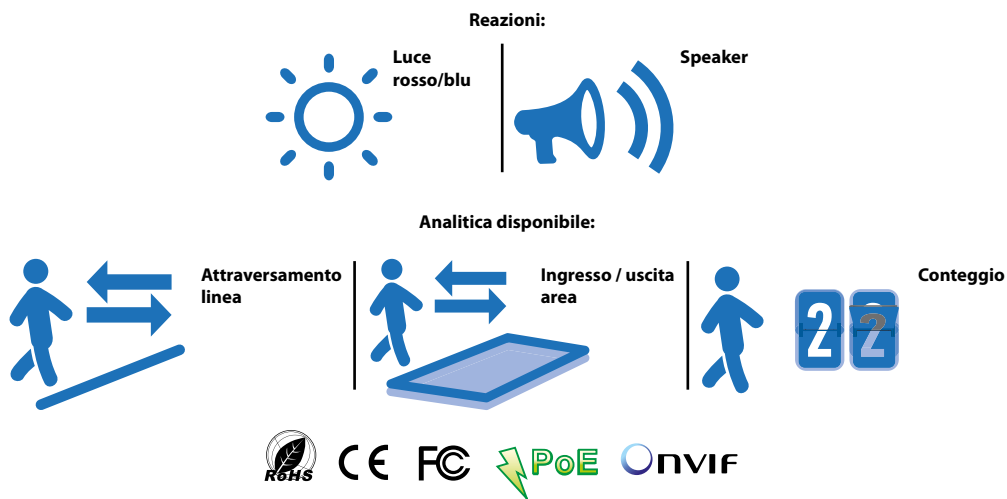 Reazioni:
Luce
rosso/blu
Speaker
Analitica disponibile:
Attraversamento
linea
Ingresso / uscita
area
Conteggio
2 2
RoHS CE FC PoE ONVIF